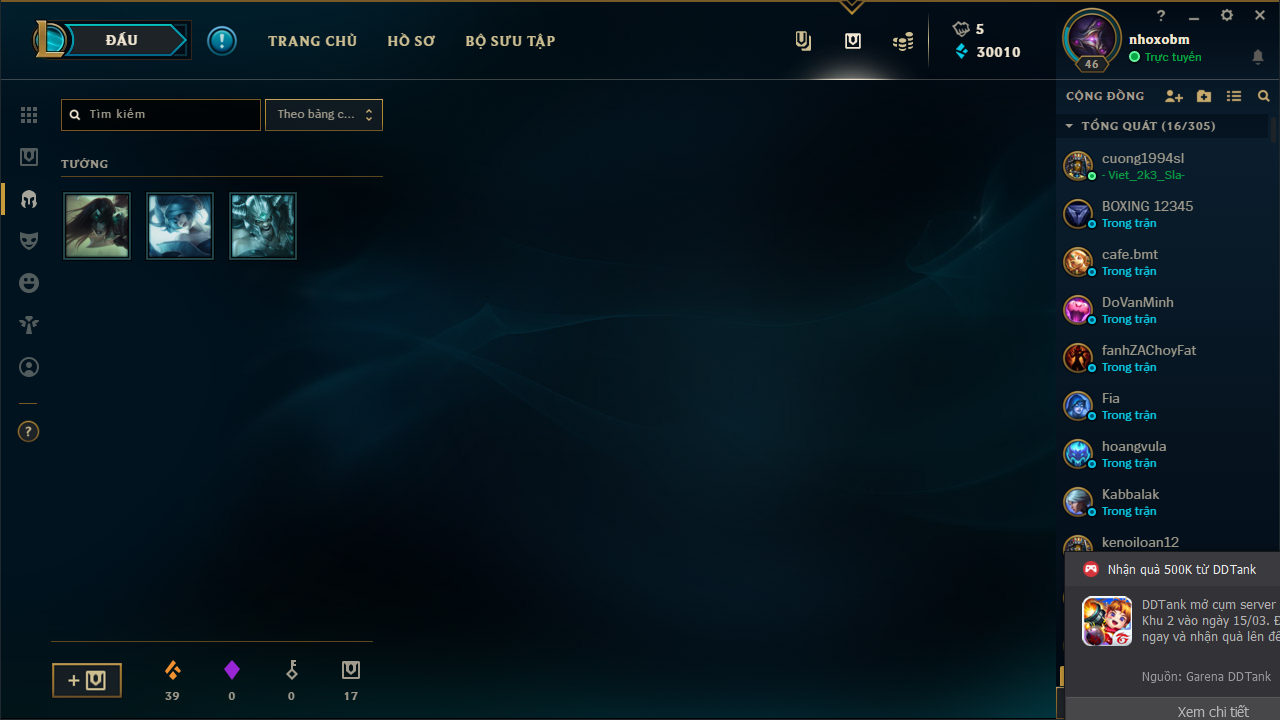 ĐẤU
TRANG CHỦ
HỒ SƠ
BỘ SƯU TẬP
5
30010
46
nhoxobm
Trực tuyến
Tìm kiếm
Theo bảng c...
TƯỚNG
CỘNG ĐỒNG
TỔNG QUÁT (16/305)
cuong1994sl
- Viet_2k3_Sla-
BOXING 12345
Trong trận
cafe.bmt
Trong trận
DoVanMinh
Trong trận
fanhZAChoyFat
Trong trận
Fia
Trong trận
hoangvula
Trong trận
Kabbalak
Trong trận
kenoiloan12
Nhận quà 500K từ DDTank
DDTank mở cụm server
Khu 2 vào ngày 15/03. Đ
ngay và nhận quà lên đế
Nguồn: Garena DDTank
Xem chi tiết
39
0
0
17